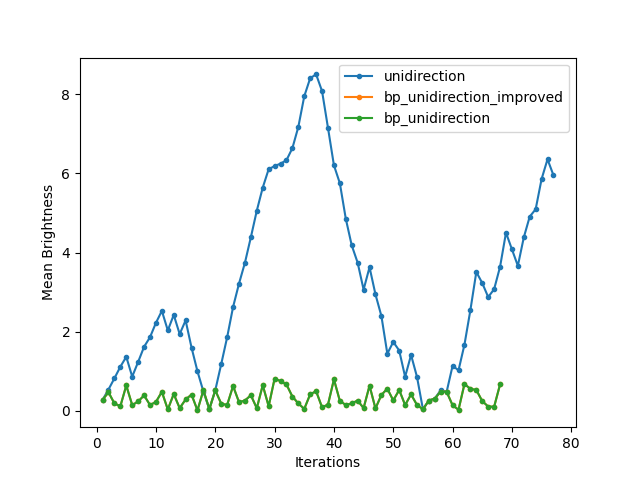 unidirection
bp_unidirection_improved
bp_unidirection
8
6
4
2
0
Mean Brightness
0 10 20 30 40 50 60 70 80
Iterations